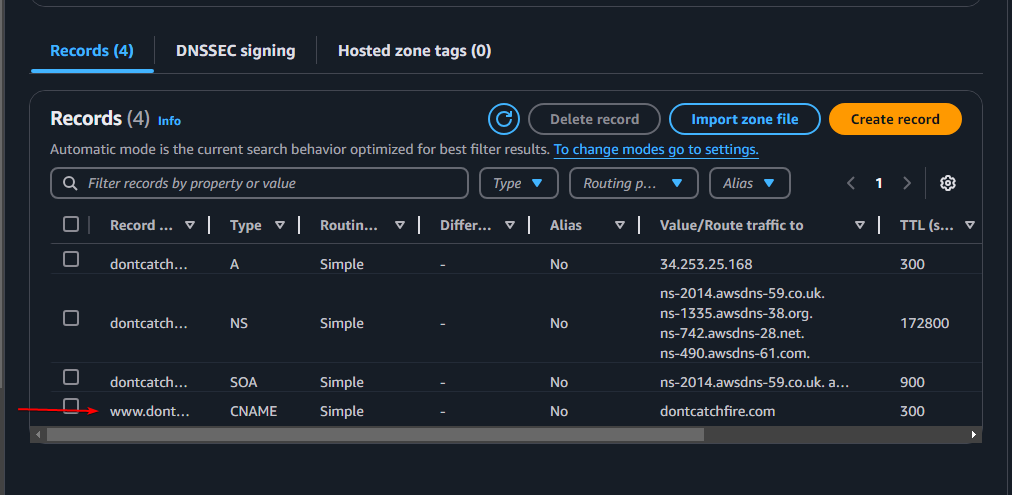 Records (4) DNSSEC signing Hosted zone tags (0)
Records (4) Info Delete record Import zone file Create record
Automatic mode is the current search behavior optimized for best filter results. To change modes go to settings.
Filter records by property or value Type Routing p... Alias 1
Record ... Type Routin... Differ... Alias Value/Route traffic to TTL (s...
dontcatch... A Simple - No 34.253.25.168 300
dontcatch... NS Simple - No ns-2014.awsdns-59.co.uk.
ns-1335.awsdns-38.org.
ns-742.awsdns-28.net.
ns-490.awsdns-61.com. 172800
dontcatch... SOA Simple - No ns-2014.awsdns-59.co.uk. a... 900
www.dont... CNAME Simple - No dontcatchfire.com 300